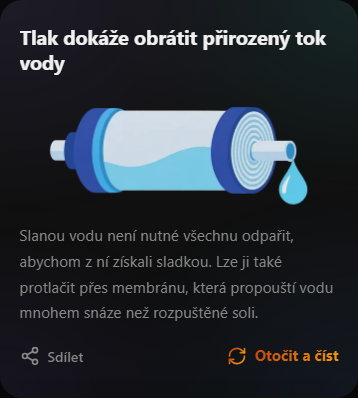 Tlak dokáže obrátit přirozený tok
vody
Slanou vodu není nutné všechnu odpařit,
abychom z ní získali sladkou. Lze ji také
protlačit přes membránu, která propouští vodu
mnohem snáze než rozpuštěné soli.
Sdílet
Otočit a číst